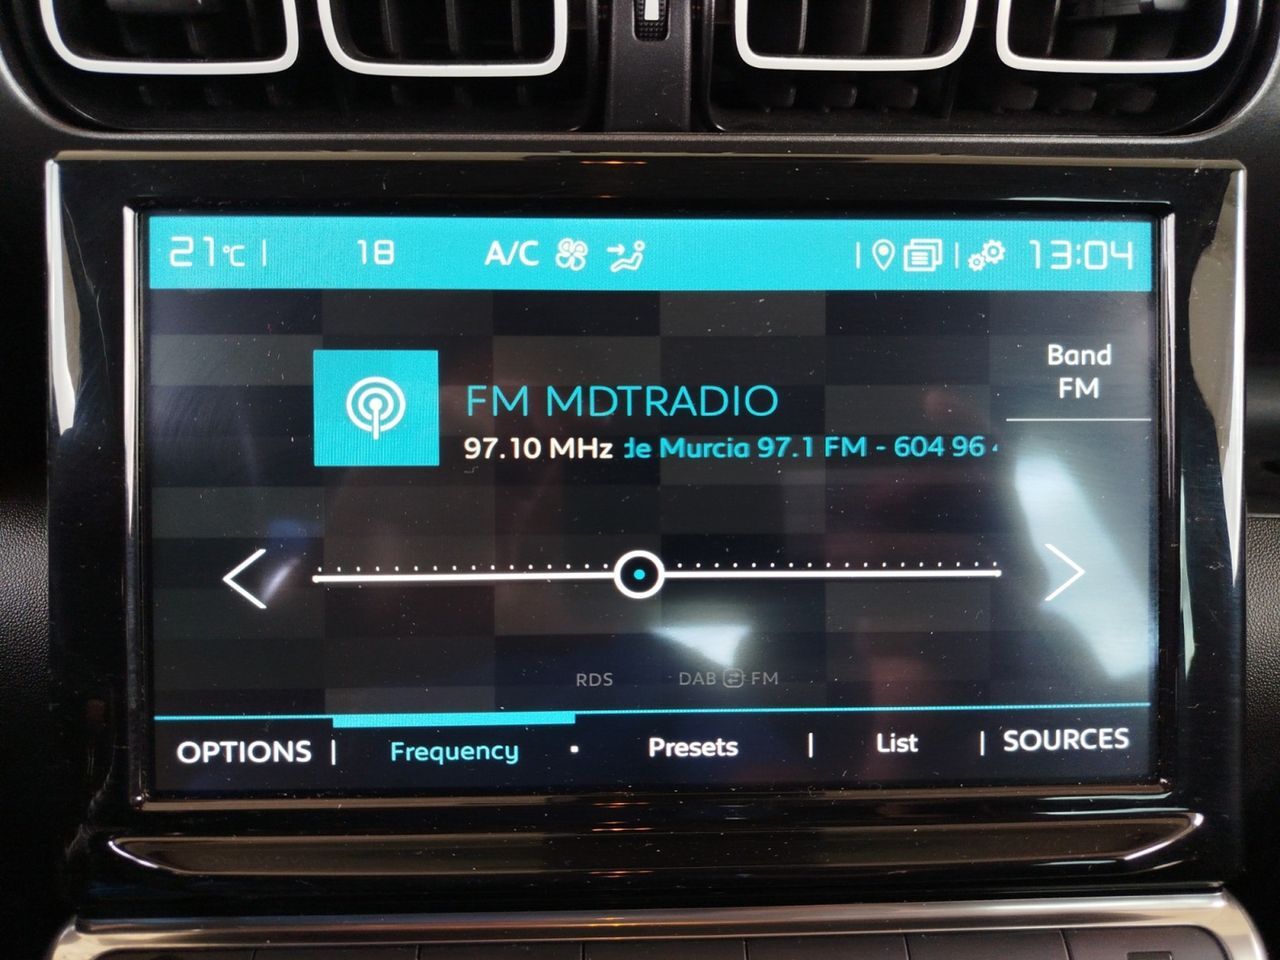 21°C | 18 A/C | | 13:04
Band
FM
FM MDTRADIO
97.10 MHz de Murcia 97.1 FM - 604 96
RDS DAB FM
OPTIONS | Frequency • Presets | List | SOURCES